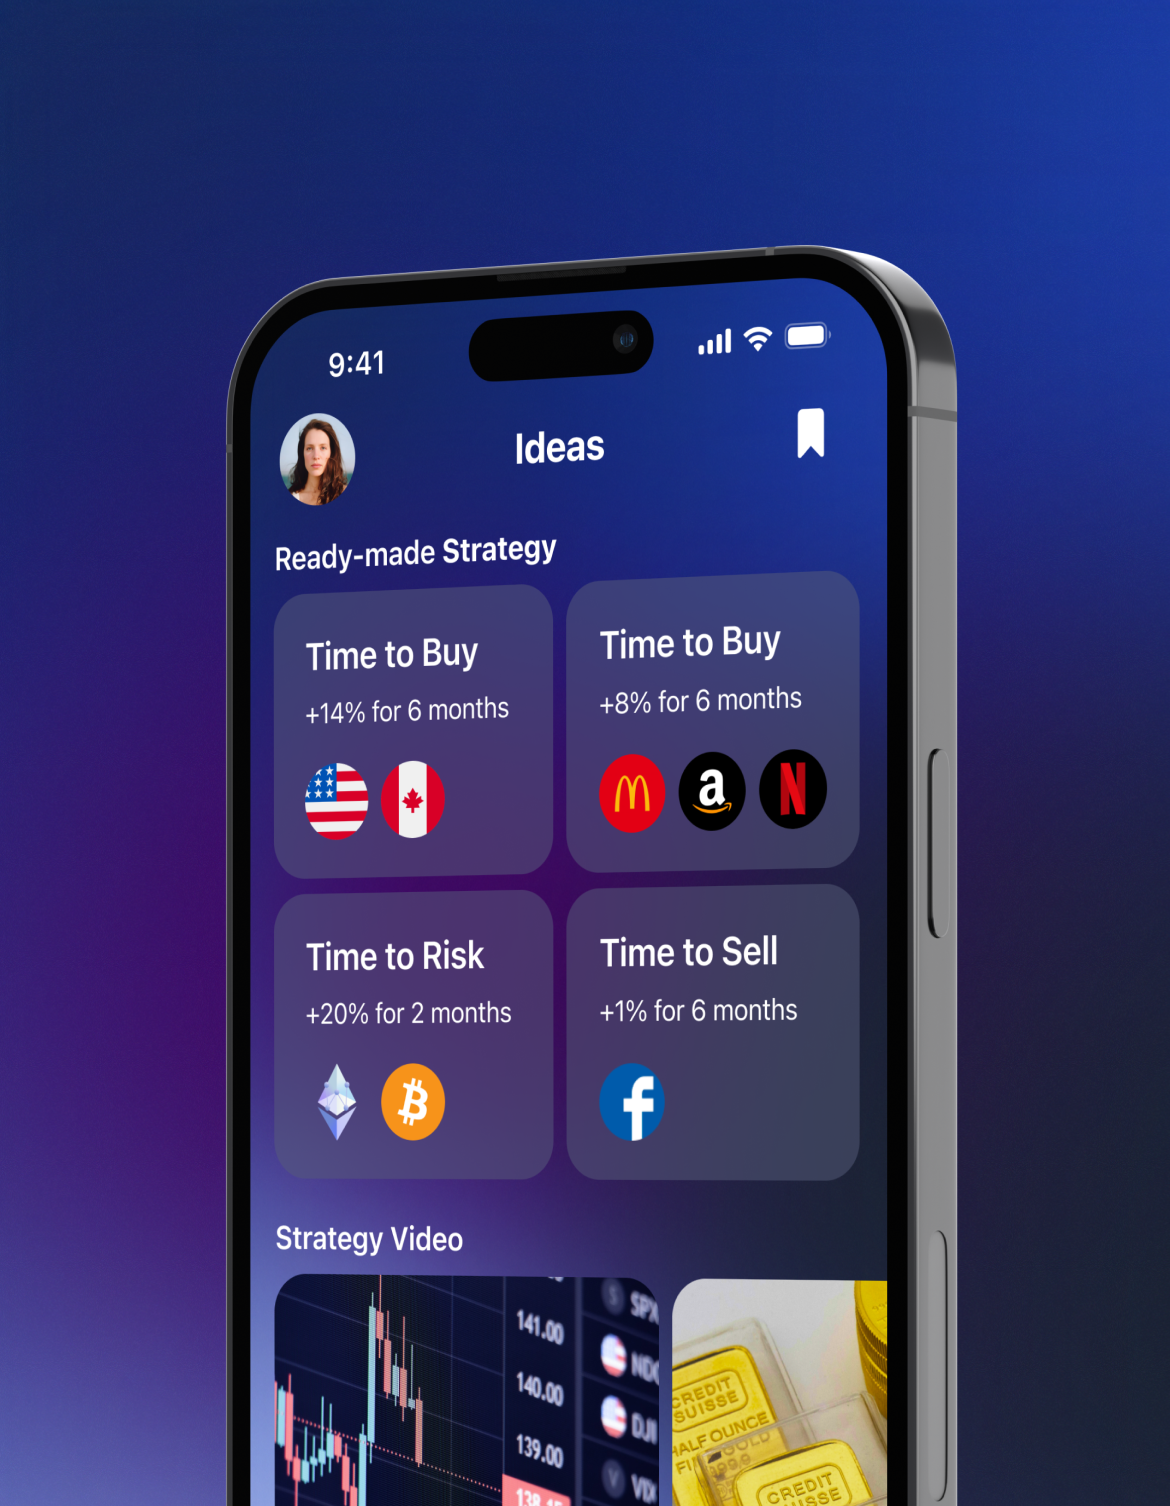 9:41
Ideas
Ready-made Strategy
Time to Buy
+14% for 6 months
Time to Buy
+8% for 6 months
a
N
Time to Risk
+20% for 2 months
Time to Sell
+1% for 6 months
f
Strategy Video
141.00
140.00
139.00
S SPX
DJI
V VIX
CREDIT
SUISSE
HALF OUNCE
FINE GOLD
999.9
CREDIT
SUISSE